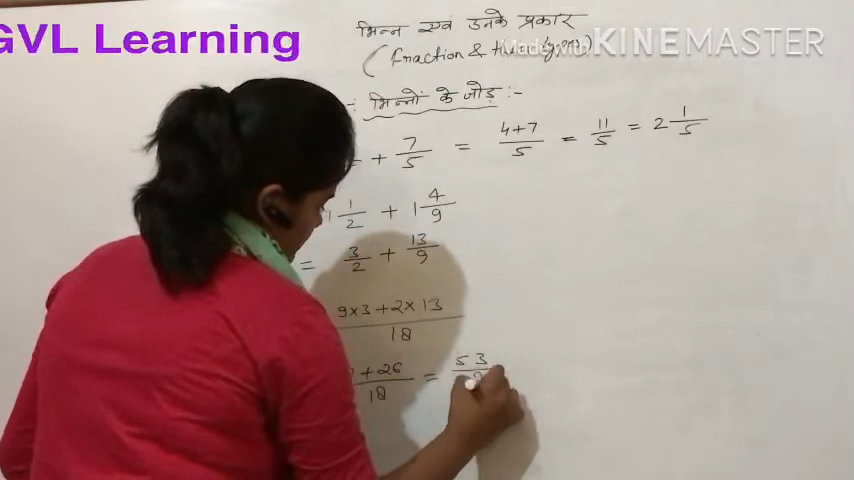 GVL Learning
भिन्न एवं उनके प्रकार
(Fraction &
Made with KINEMASTER
: भिन्नों के जोड़ :-
+ 7/5 = 4+7/5 = 11/5 = 2 1/5
1 1/2 + 1 4/9
= 3/2 + 13/9
9×3+2×13/18
+26/18 = 53